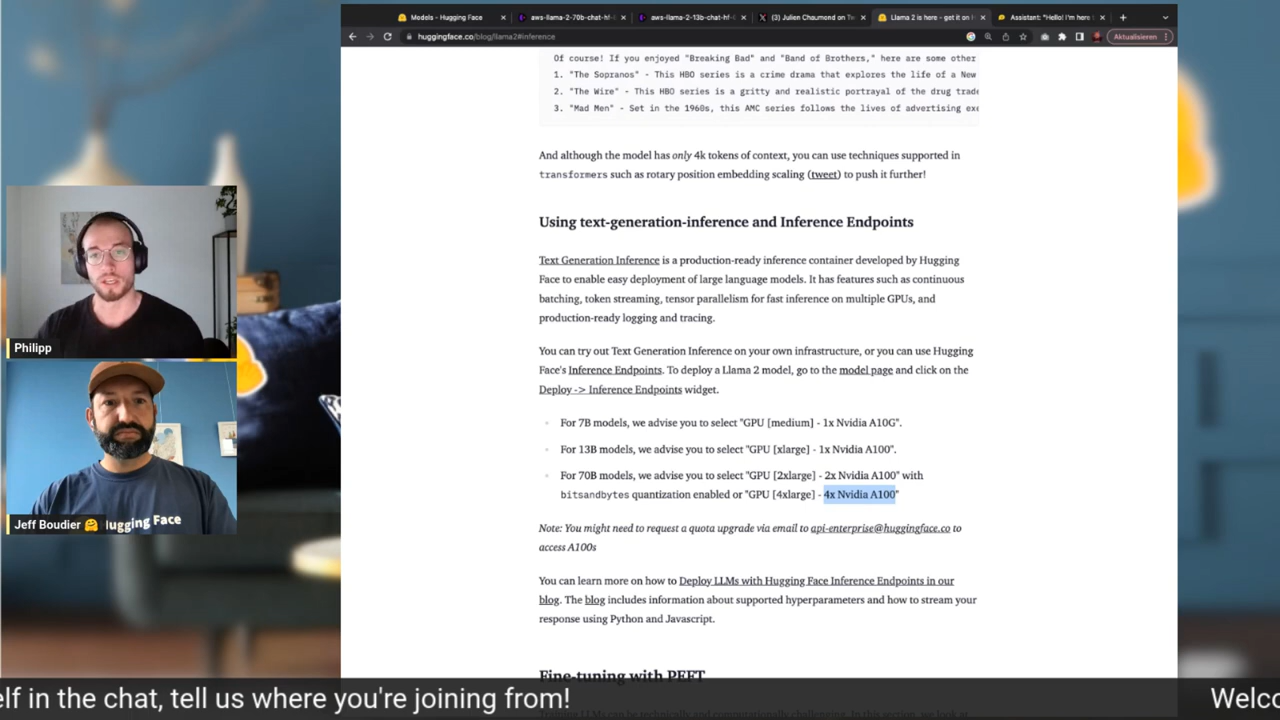 Models - Hugging Face
aws-llama-2-70b-chat-hf-
aws-llama-2-13b-chat-hf-
(3) Julien Chaumond on Tw
Llama 2 is here - get it on H
Assistant: "Hello! I'm here
huggingface.co/blog/llama2#inference
Aktualisieren
Of course! If you enjoyed "Breaking Bad" and "Band of Brothers," here are some other
1. "The Sopranos" - This HBO series is a crime drama that explores the life of a New
2. "The Wire" - This HBO series is a gritty and realistic portrayal of the drug trade
3. "Mad Men" - Set in the 1960s, this AMC series follows the lives of advertising exe
And although the model has only 4k tokens of context, you can use techniques supported in
transformers such as rotary position embedding scaling (tweet) to push it further!
Using text-generation-inference and Inference Endpoints
Text Generation Inference is a production-ready inference container developed by Hugging
Face to enable easy deployment of large language models. It has features such as continuous
batching, token streaming, tensor parallelism for fast inference on multiple GPUs, and
production-ready logging and tracing.
You can try out Text Generation Inference on your own infrastructure, or you can use Hugging
Face's Inference Endpoints. To deploy a Llama 2 model, go to the model page and click on the
Deploy -> Inference Endpoints widget.
For 7B models, we advise you to select "GPU [medium] - 1x Nvidia A10G".
For 13B models, we advise you to select "GPU [xlarge] - 1x Nvidia A100".
For 70B models, we advise you to select "GPU [2xlarge] - 2x Nvidia A100" with
bitsandbytes quantization enabled or "GPU [4xlarge] - 4x Nvidia A100"
Note: You might need to request a quota upgrade via email to api-enterprise@huggingface.co to
access A100s
You can learn more on how to Deploy LLMs with Hugging Face Inference Endpoints in our
blog. The blog includes information about supported hyperparameters and how to stream your
response using Python and Javascript.
Fine-tuning with PEFT
Training LLMs can be technically and computationally challenging. In this section, we look at
Philipp
Jeff Boudier 🤗
Hugging Face
elf in the chat, tell us where you're joining from!
Welco